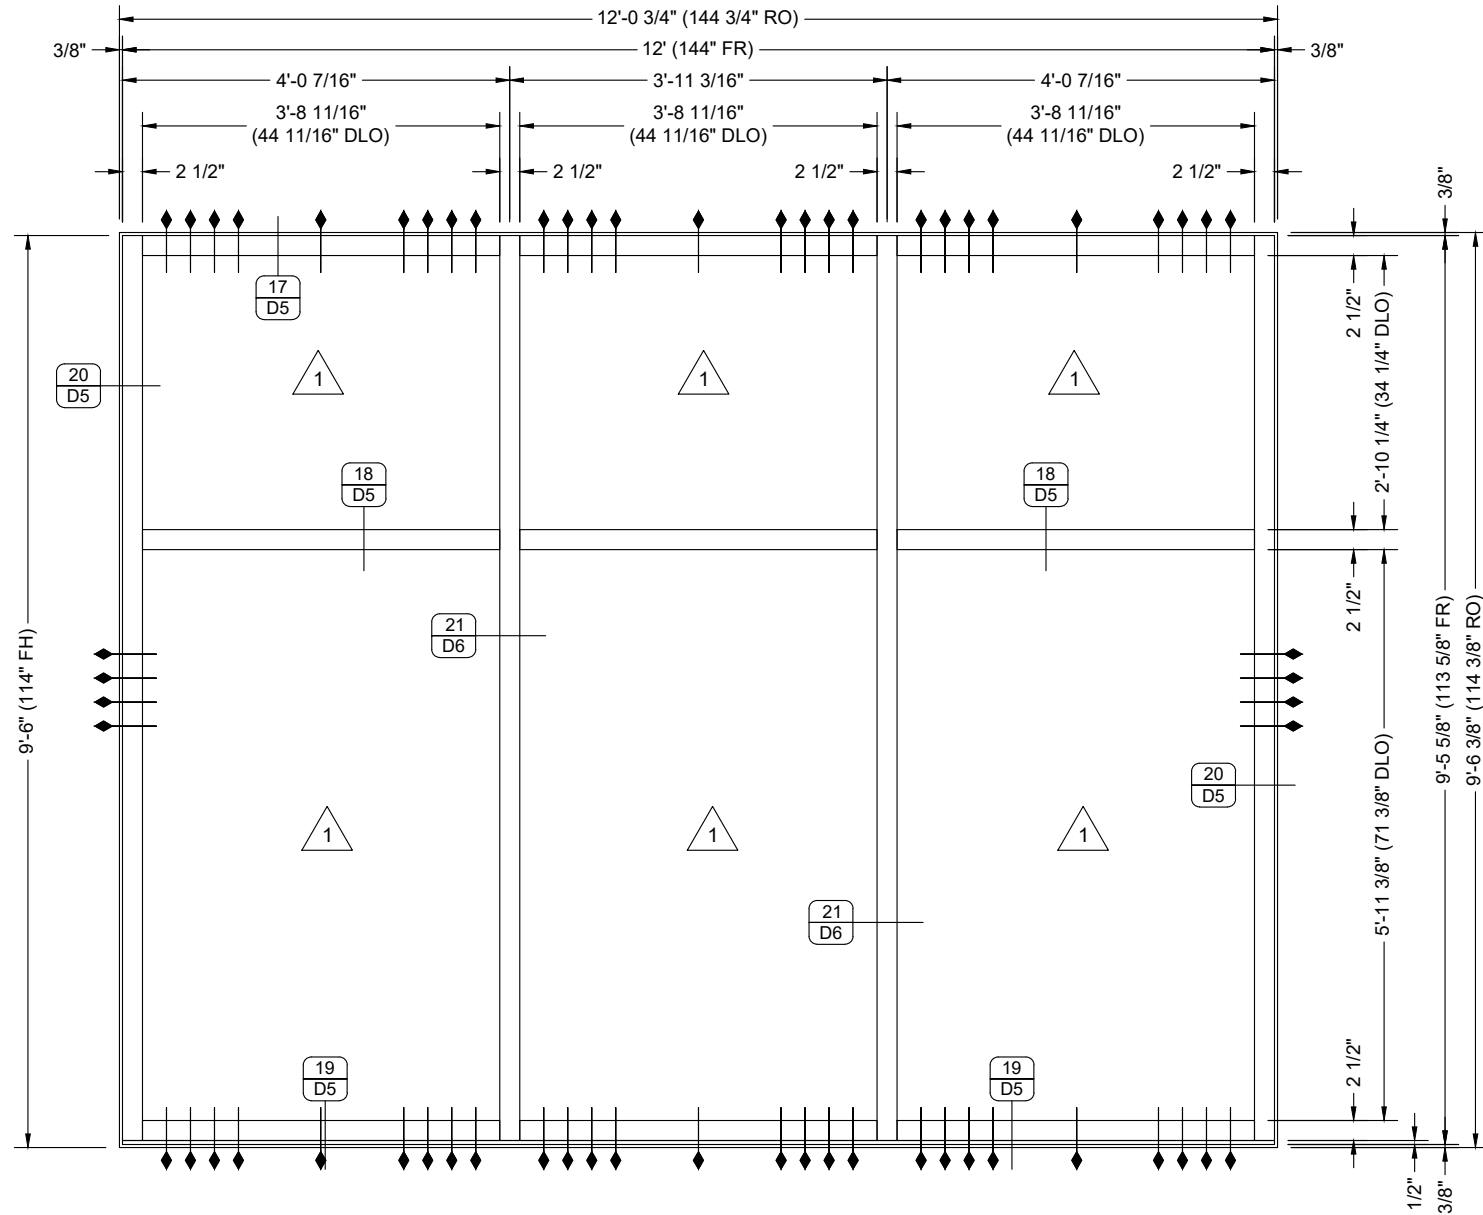 12'-0 3/4" (144 3/4" RO)
3/8"
12' (144" FR)
3/8"
4'-0 7/16"
3'-11 3/16"
4'-0 7/16"
3'-8 11/16"
(44 11/16" DLO)
3'-8 11/16"
(44 11/16" DLO)
3'-8 11/16"
(44 11/16" DLO)
2 1/2"
2 1/2"
2 1/2"
2 1/2"
3/8"
17
D5
2 1/2"
2'-10 1/4" (34 1/4" DLO)
20
D5
1
1
1
18
D5
18
D5
2 1/2"
21
D6
9'-6" (114" FH)
9'-5 5/8" (113 5/8" FR)
9'-6 3/8" (114 3/8" RO)
20
D5
5'-11 3/8" (71 3/8" DLO)
1
1
1
21
D6
19
D5
19
D5
2 1/2"
1/2"
3/8"